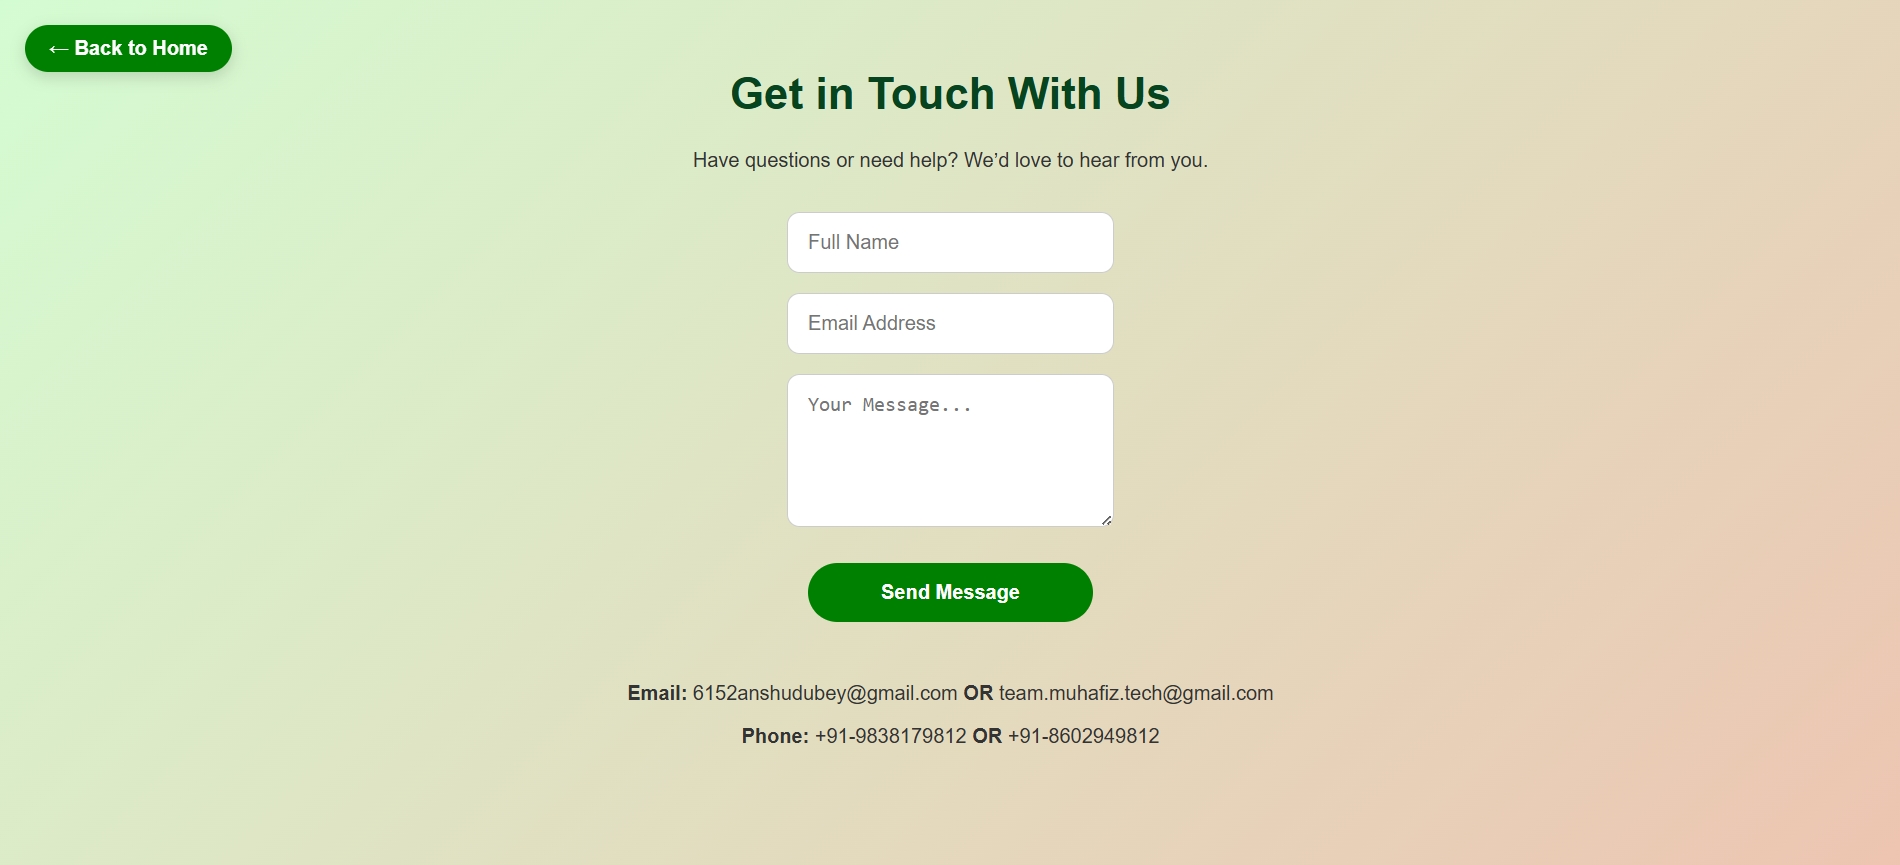 ← Back to Home
Get in Touch With Us
Have questions or need help? We’d love to hear from you.
Full Name
Email Address
Your Message...
Send Message
Email: 6152anshudubey@gmail.com OR team.muhafiz.tech@gmail.com
Phone: +91-9838179812 OR +91-8602949812